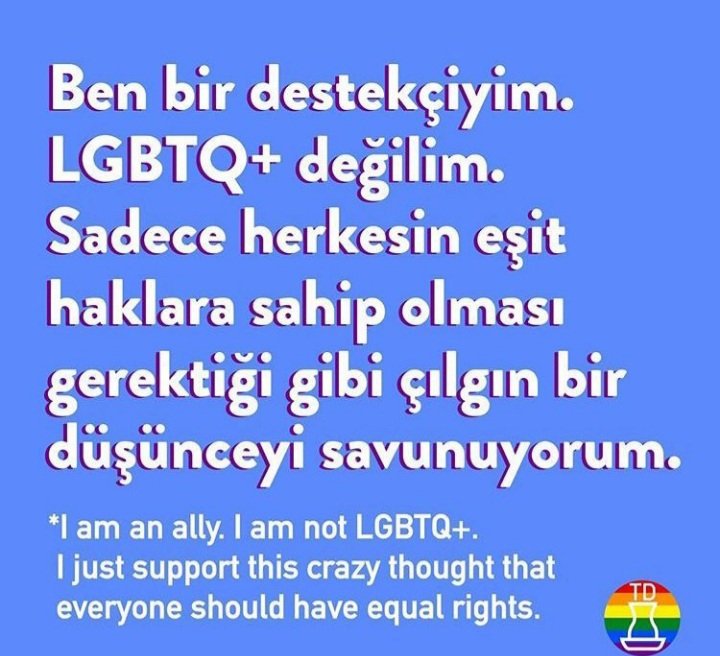 Ben bir destekçiyim.
LGBTQ+ değilim.
Sadece herkesin eşit
haklara sahip olması
gerektiği gibi çılgın bir
düşünceyi savunuyorum.
*I am an ally. I am not LGBTQ+.
I just support this crazy thought that
everyone should have equal rights.
TD